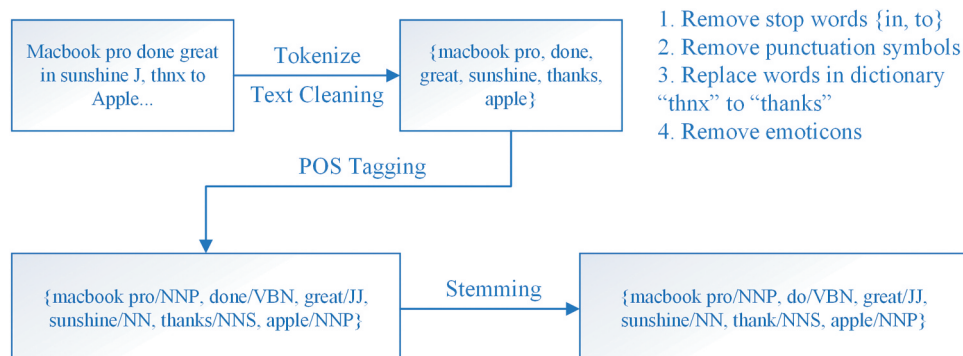 Macbook pro done great
in sunshine J, thnx to
Apple...
Tokenize
Text Cleaning
{macbook pro, done,
great, sunshine, thanks,
apple}
1. Remove stop words {in, to}
2. Remove punctuation symbols
3. Replace words in dictionary
“thnx” to “thanks”
4. Remove emoticons
POS Tagging
{macbook pro/NNP, done/VBN, great/JJ,
sunshine/NN, thanks/NNS, apple/NNP}
Stemming
{macbook pro/NNP, do/VBN, great/JJ,
sunshine/NN, thank/NNS, apple/NNP}